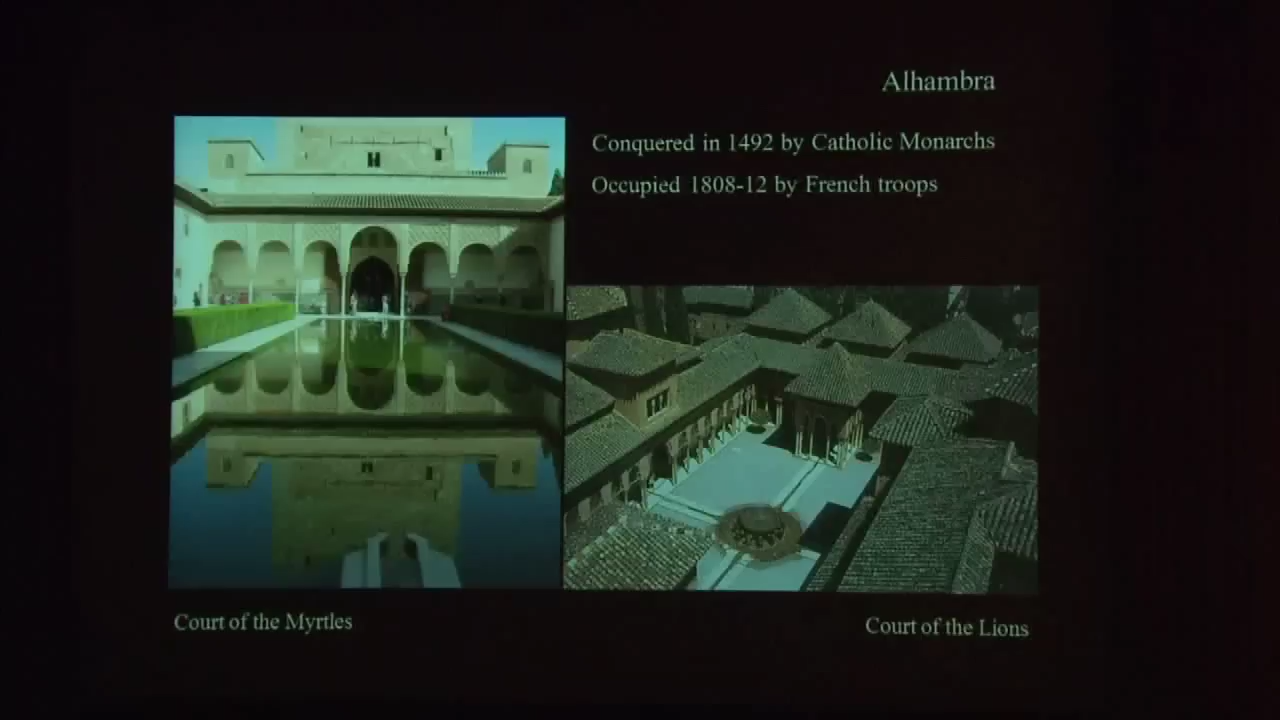 Alhambra
Conquered in 1492 by Catholic Monarchs
Occupied 1808-12 by French troops
Court of the Myrtles
Court of the Lions